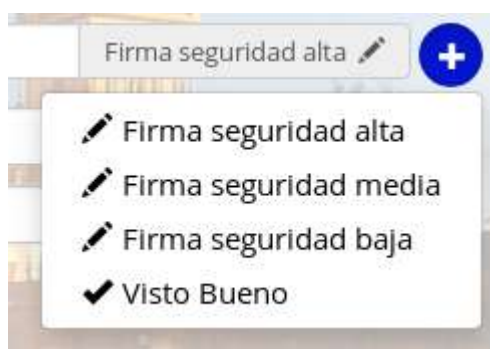 Firma seguridad alta
Firma seguridad alta
Firma seguridad media
Firma seguridad baja
Visto Bueno